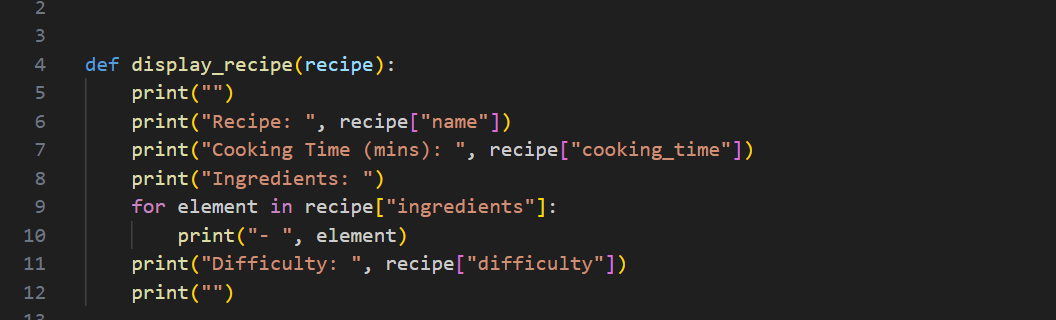 2
3
4 def display_recipe(recipe):
5     print("")
6     print("Recipe: ", recipe["name"])
7     print("Cooking Time (mins): ", recipe["cooking_time"])
8     print("Ingredients: ")
9     for element in recipe["ingredients"]:
10         print("- ", element)
11     print("Difficulty: ", recipe["difficulty"])
12     print("")
13